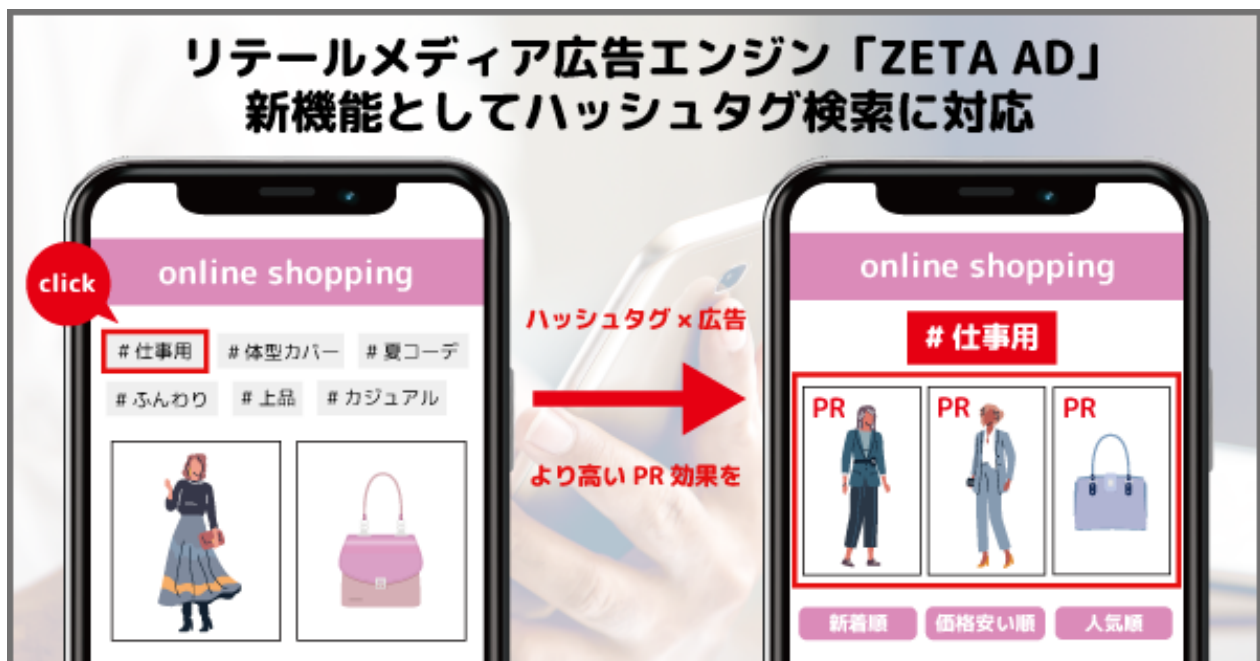 リテールメディア広告エンジン「ZETA AD」
新機能としてハッシュタグ検索に対応
click
online shopping
# 仕事用
# 体型カバー
# 夏コーデ
# ふんわり
# 上品
# カジュアル
ハッシュタグ × 広告
より高い PR 効果を
online shopping
# 仕事用
PR
PR
PR
新着順
価格安い順
人気順